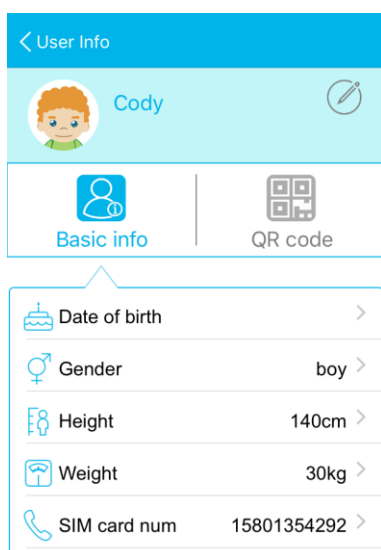 User Info
Cody
Basic info QR code
Date of birth
Gender boy
Height 140cm
Weight 30kg
SIM card num 15801354292